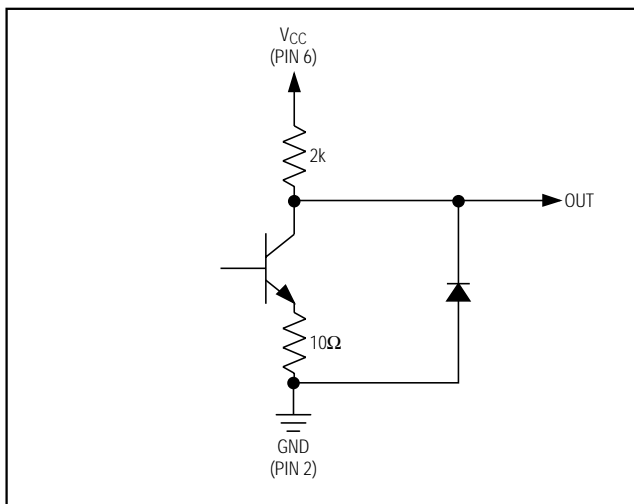 VCC
(PIN 6)
2k
OUT
10Ω
GND
(PIN 2)